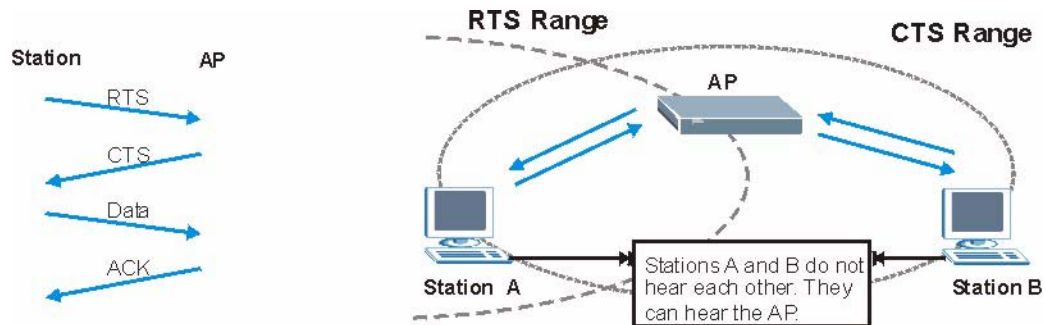 Station
AP
RTS
CTS
Data
ACK
RTS Range
CTS Range
AP
Station A
Stations A and B do not
hear each other. They
can hear the AP.
Station B